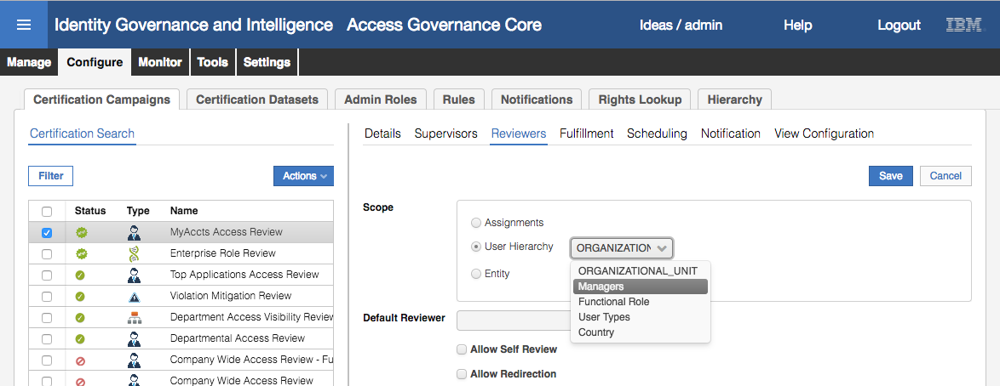 Identity Governance and Intelligence Access Governance Core Ideas / admin Help Logout IBM
Manage Configure Monitor Tools Settings
Certification Campaigns Certification Datasets Admin Roles Rules Notifications Rights Lookup Hierarchy
Certification Search
Details Supervisors Reviewers Fulfillment Scheduling Notification View Configuration
Filter Actions
Save Cancel
Status Type Name
MyAccts Access Review
Enterprise Role Review
Top Applications Access Review
Violation Mitigation Review
Department Access Visibility Review
Departmental Access Review
Company Wide Access Review - Fu
Company Wide Access Review
Scope
Assignments
User Hierarchy ORGANIZATION
Entity
ORGANIZATIONAL_UNIT
Managers
Functional Role
User Types
Country
Default Reviewer
Allow Self Review
Allow Redirection